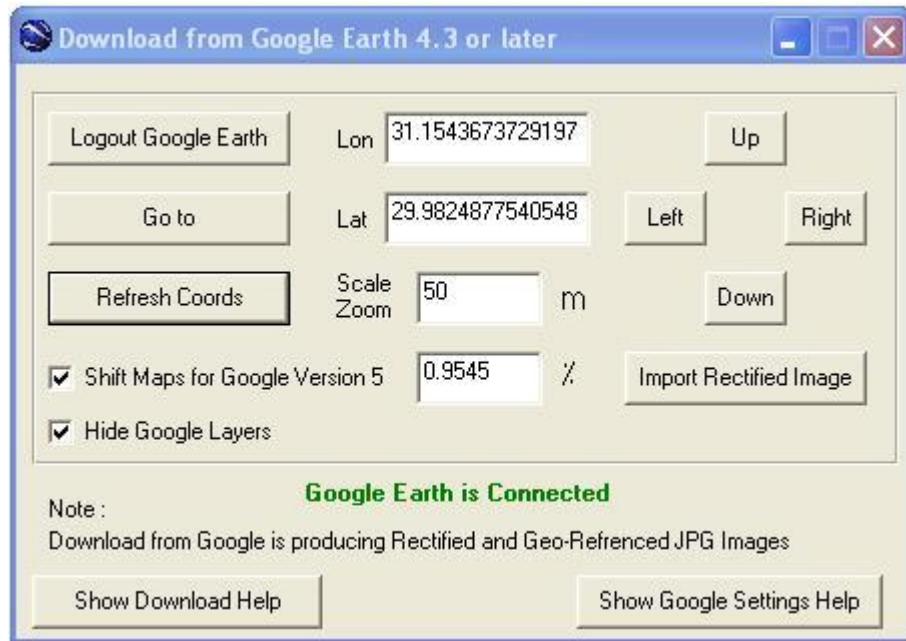 Download from Google Earth 4.3 or later
Logout Google Earth
Lon
31.1543673729197
Up
Go to
Lat
29.9824877540548
Left
Right
Refresh Coords
Scale
Zoom
50
m
Down
Shift Maps for Google Version 5
0.9545
%
Import Rectified Image
Hide Google Layers
Google Earth is Connected
Note :
Download from Google is producing Rectified and Geo-Refrenced JPG Images
Show Download Help
Show Google Settings Help